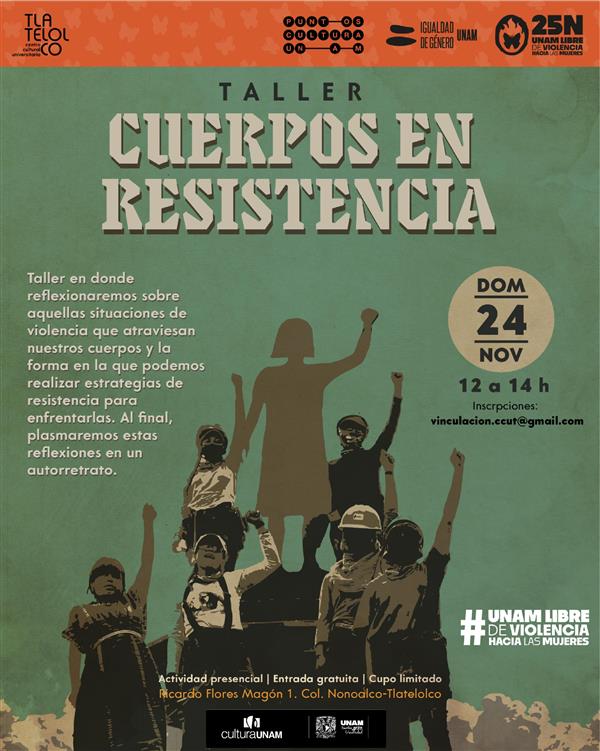 TLA
TELOL
CO
centro
cultural
universitario
PUNTOS
CULTURA
UNAM
IGUALDAD
DE GÉNERO UNAM
25N
UNAM LIBRE
DE VIOLENCIA
HACIA LAS MUJERES
TALLER
CUERPOS EN
RESISTENCIA
Taller en donde
reflexionaremos sobre
aquellas situaciones de
violencia que atraviesan
nuestros cuerpos y la
forma en la que podemos
realizar estrategias de
resistencia para
enfrentarlas. Al final,
plasmaremos estas
reflexiones en un
autorretrato.
DOM
24
NOV
12 a 14 h
Inscrpciones:
vinculacion.ccut@gmail.com
#UNAM LIBRE
DE VIOLENCIA
HACIA LAS MUJERES
Actividad presencial | Entrada gratuita | Cupo limitado
Ricardo Flores Magón 1. Col. Nonoalco-Tlatelolco
culturaUNAM
UNAM